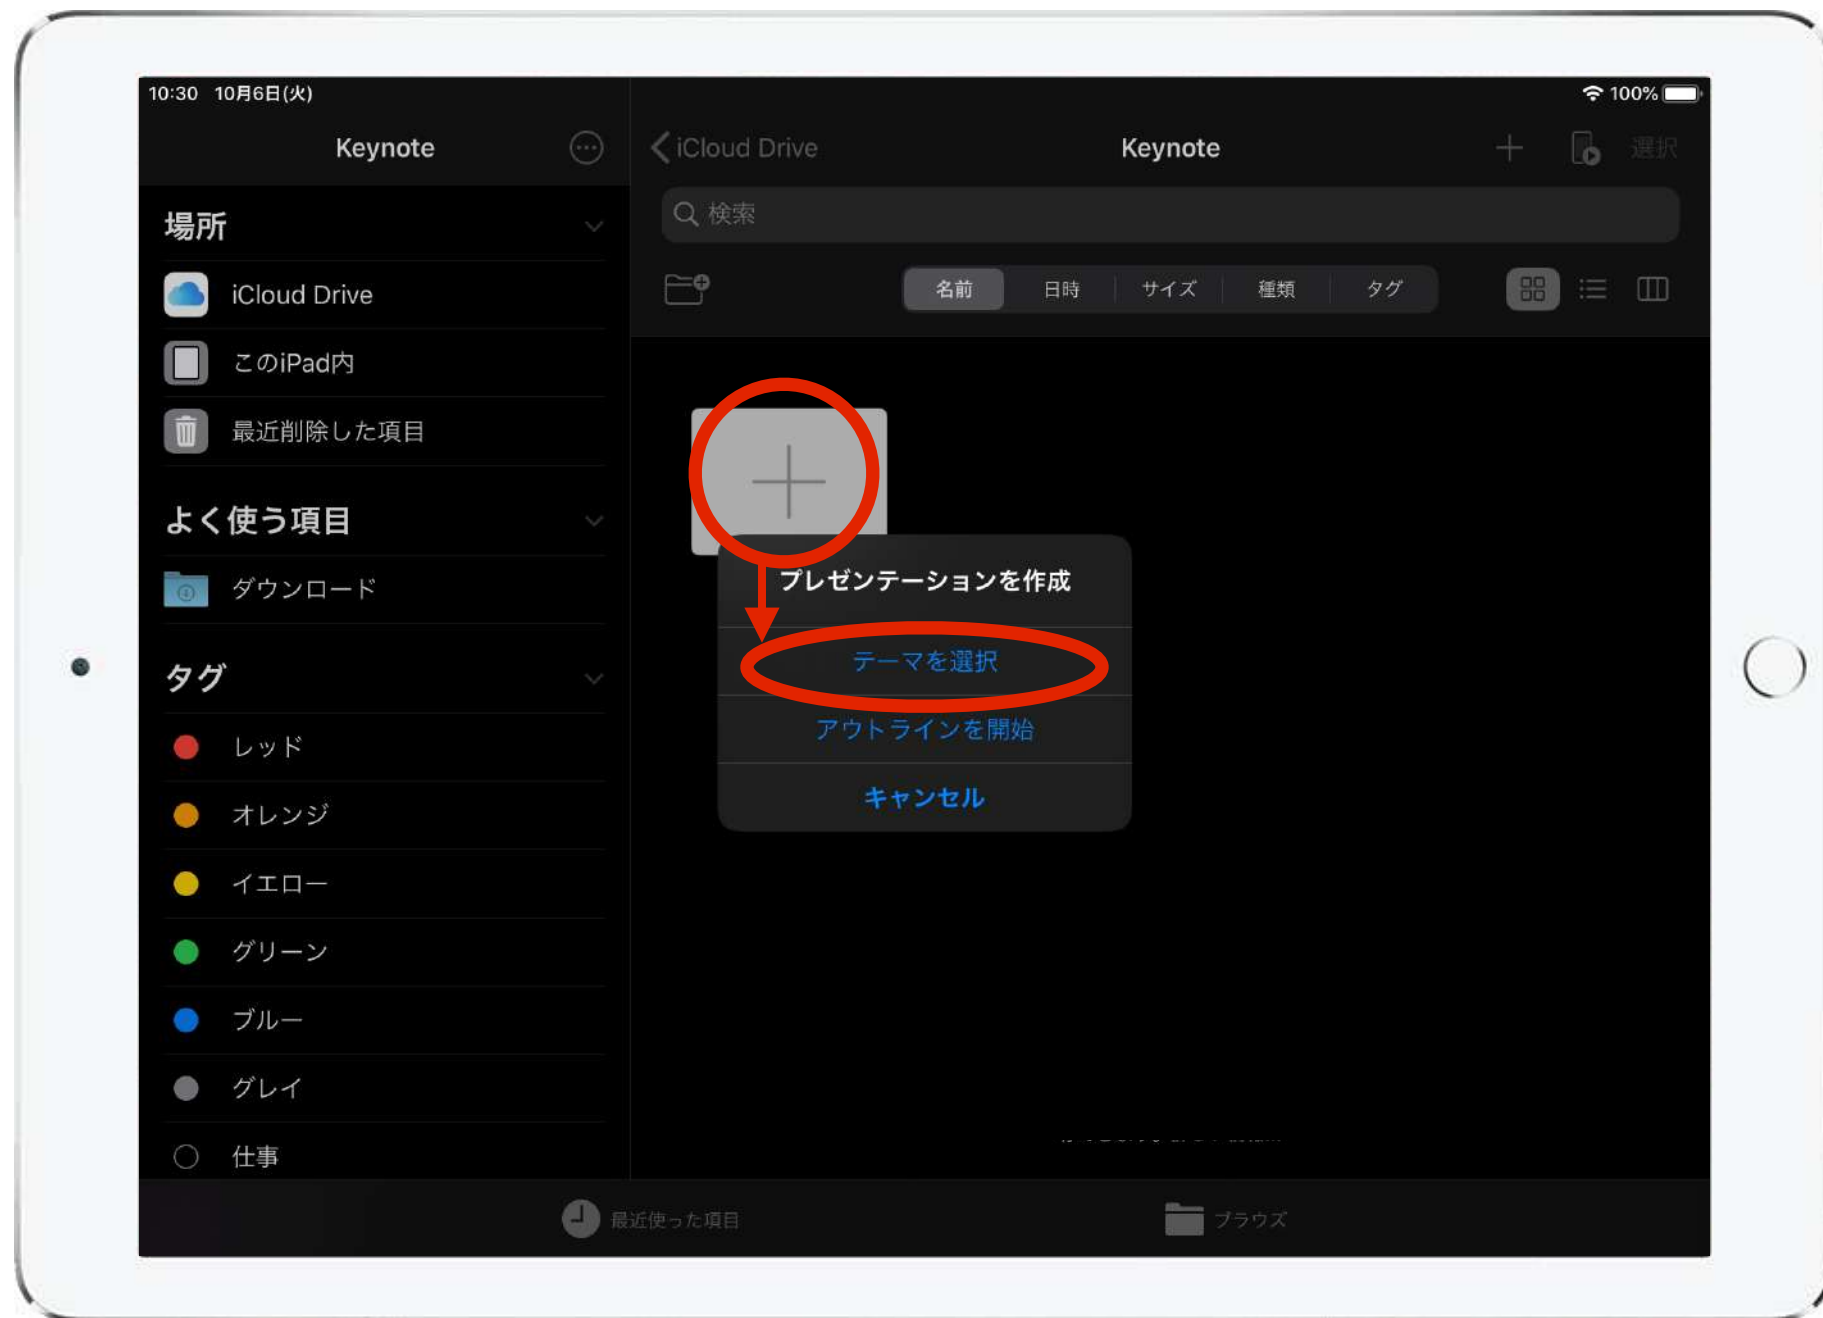 10:30 10月6日(火)
100%
Keynote
場所
iCloud Drive
このiPad内
最近削除した項目
よく使う項目
ダウンロード
タグ
レッド
オレンジ
イエロー
グリーン
ブルー
グレイ
仕事
iCloud Drive
Keynote
選択
検索
名前 日時 サイズ 種類 タグ
プレゼンテーションを作成
テーマを選択
アウトラインを開始
キャンセル
最近使った項目
ブラウズ